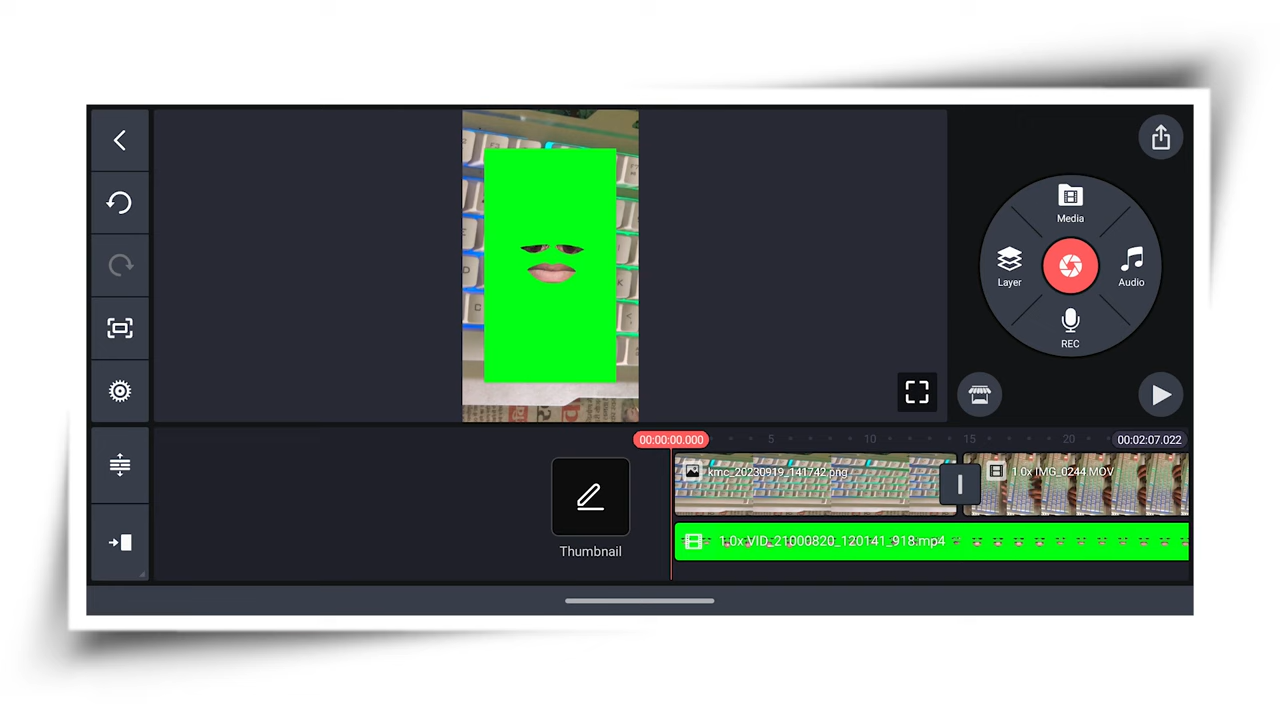 Media
Layer
Audio
REC
00:00:00.000
5
10
15
20
00:02:07.022
kmc_20230919_141742.png
1.0x IMG_0244.MOV
1.0x VID_21000820_120141_918.mp4
Thumbnail